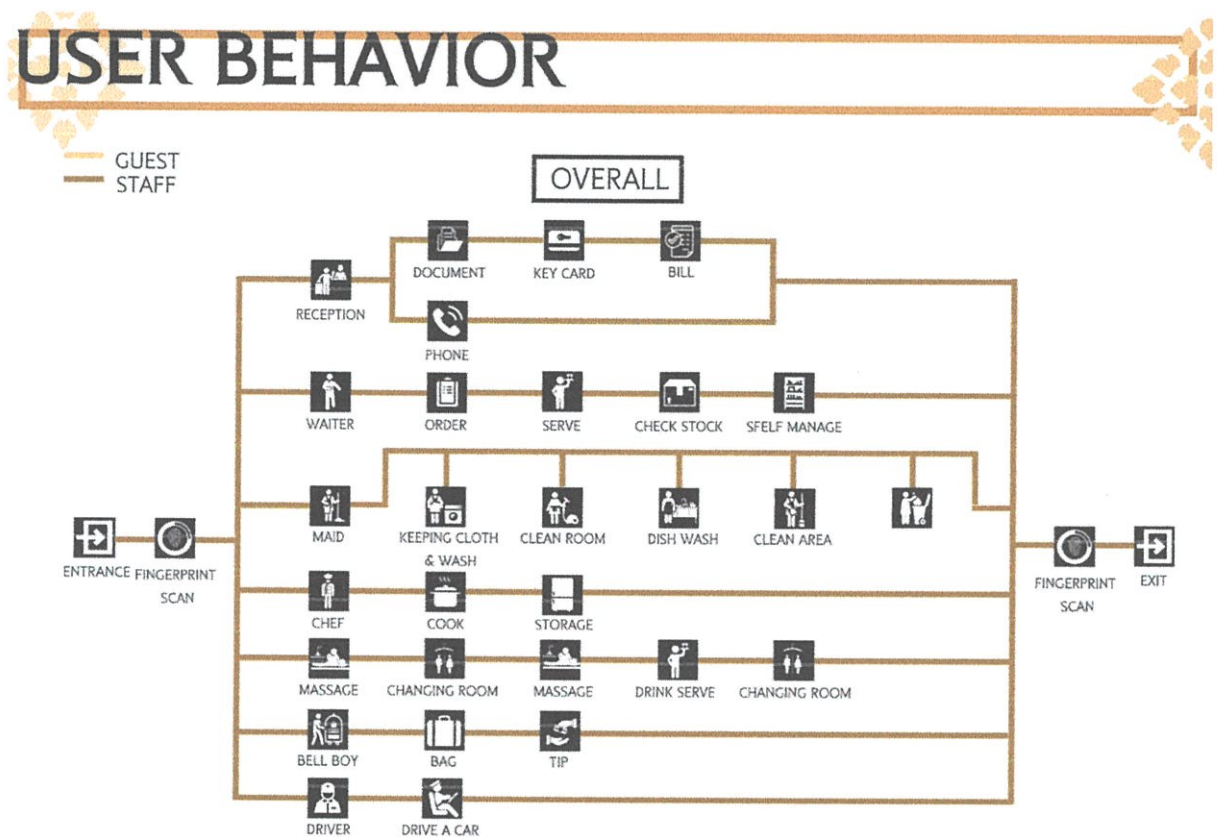 USER BEHAVIOR
GUEST
STAFF
OVERALL
DOCUMENT
KEY CARD
BILL
RECEPTION
PHONE
WAITER
ORDER
SERVE
CHECK STOCK
SFELF MANAGE
MAID
KEEPING CLOTH
& WASH
CLEAN ROOM
DISH WASH
CLEAN AREA
ENTRANCE
FINGERPRINT
SCAN
FINGERPRINT
SCAN
EXIT
CHEF
COOK
STORAGE
MASSAGE
CHANGING ROOM
MASSAGE
DRINK SERVE
CHANGING ROOM
BELL BOY
BAG
TIP
DRIVER
DRIVE A CAR